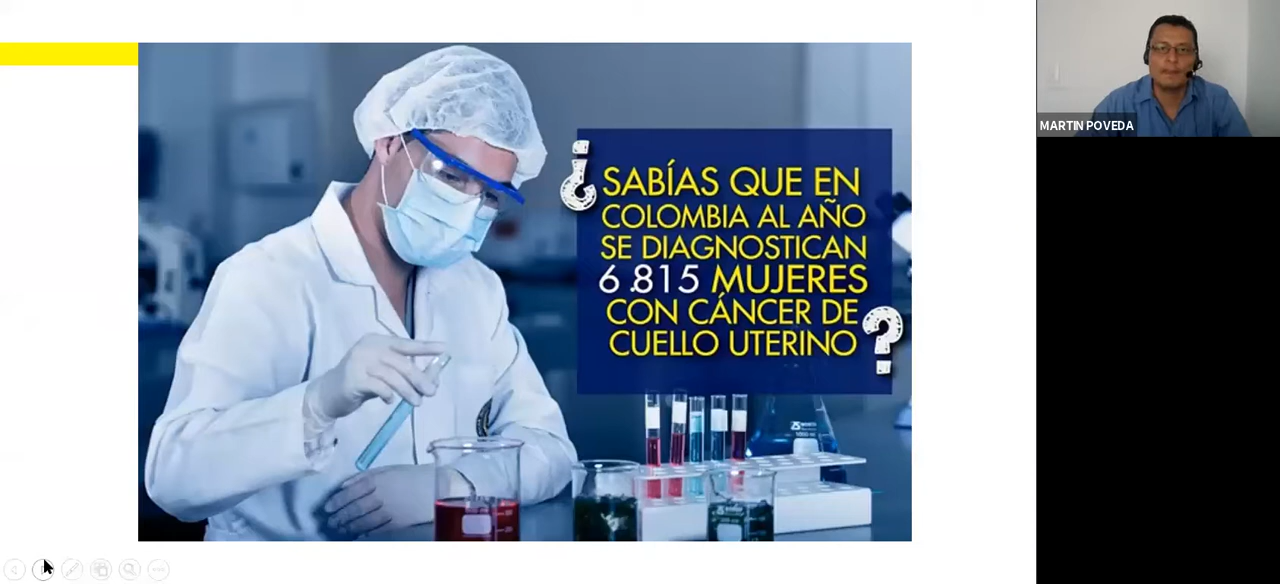 ¿
SABÍAS QUE EN
COLOMBIA AL AÑO
SE DIAGNOSTICAN
6.815 MUJERES
CON CÁNCER DE
CUELLO UTERINO
?
MARTIN POVEDA